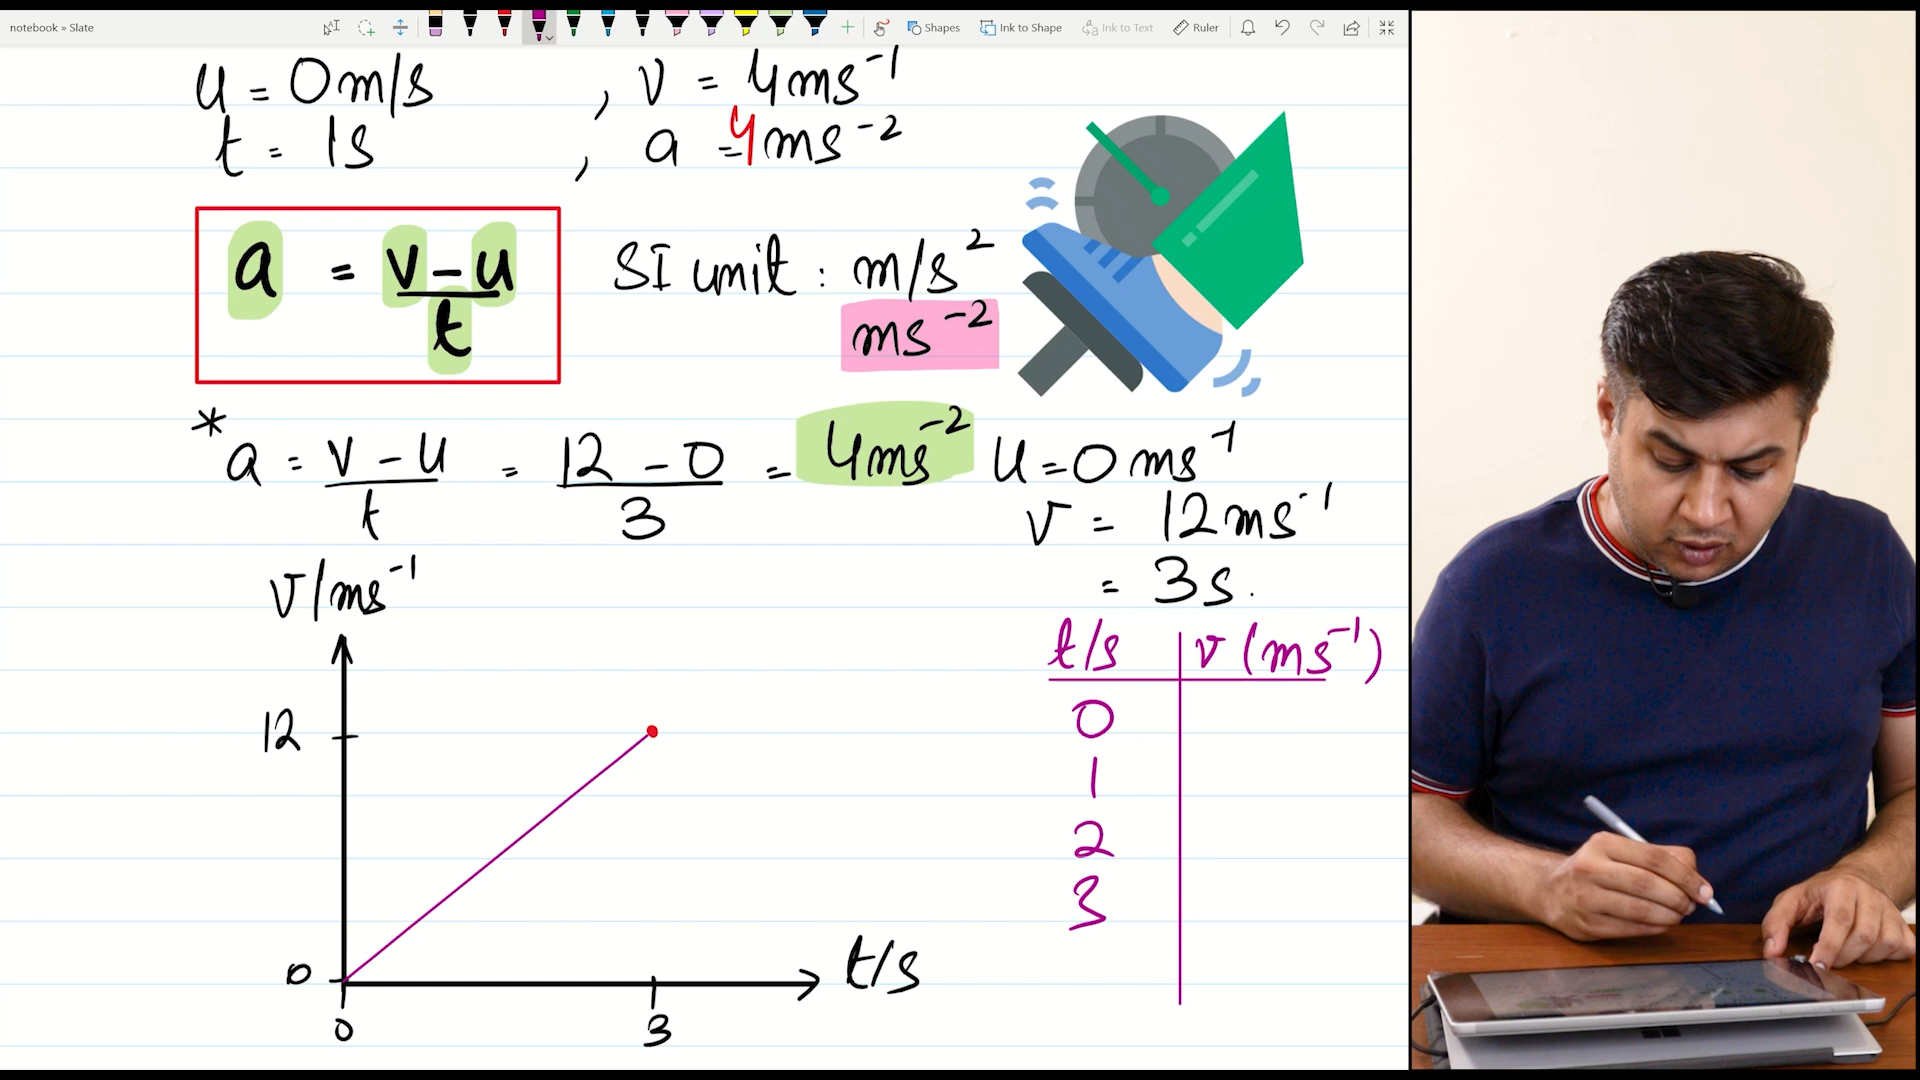 notebook » Slate
Shapes Ink to Shape Ink to Text Ruler
u = 0 m/s , v = 4ms⁻¹
t = 1s , a = 4ms⁻²
a = v-u/t SI unit : m/s²
ms⁻²
* a = v-u/t = 12-0/3 = 4ms⁻² u = 0 ms⁻¹
v = 12ms⁻¹
= 3s.
v/ms⁻¹
12
0
0 3
t/s
t/s v (ms⁻¹)
0
1
2
3